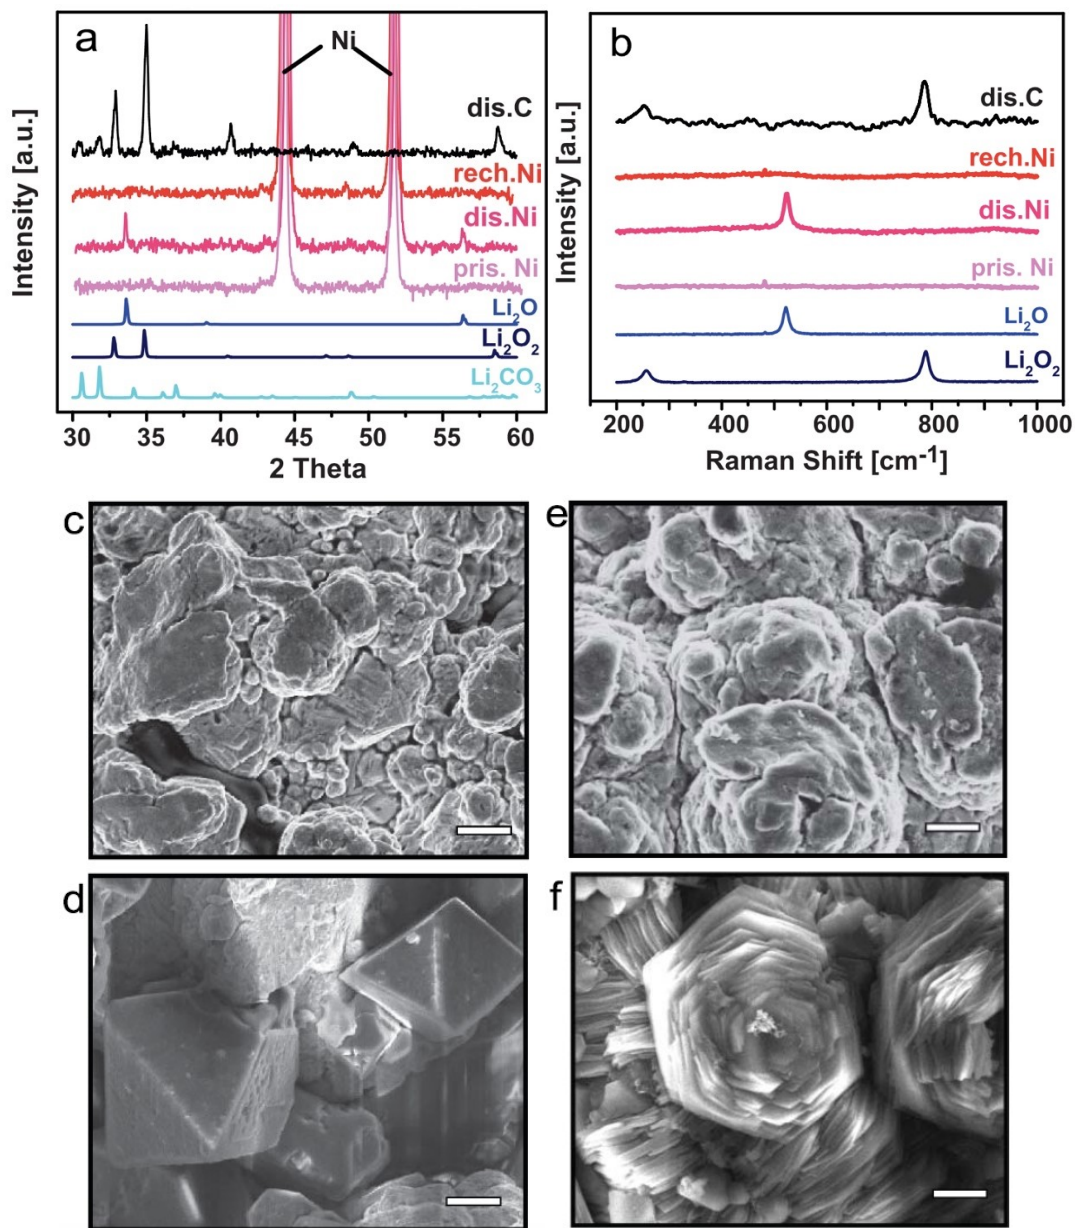 a
Ni
dis.C
rech.Ni
dis.Ni
pris. Ni
Li2O
Li2O2
Li2CO3
Intensity [a.u.]
30 35 40 45 50 55 60
2 Theta
b
dis.C
rech.Ni
dis.Ni
pris. Ni
Li2O
Li2O2
Intensity [a.u.]
200 400 600 800 1000
Raman Shift [cm-1]
c
e
d
f